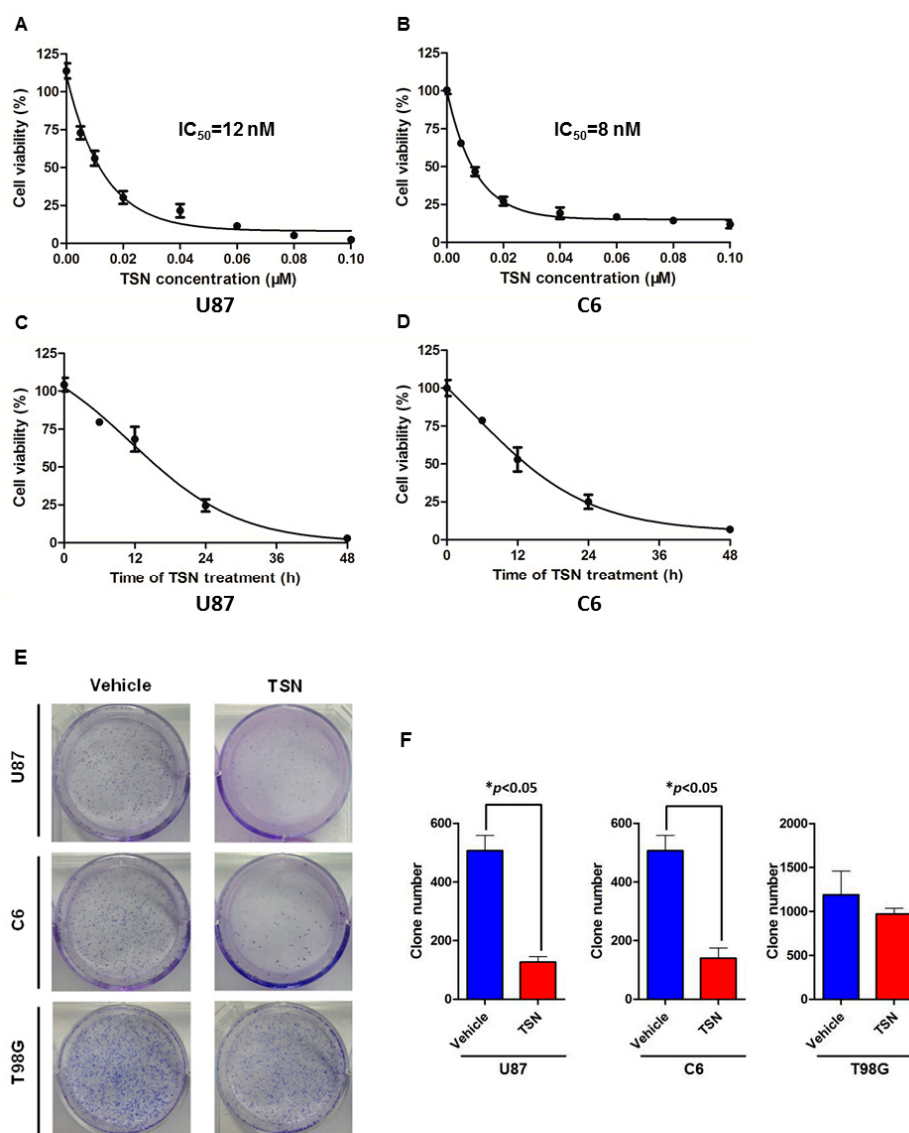 A
125
100
75
50
25
0
Cell viability (%)
IC50=12 nM
0.00 0.02 0.04 0.06 0.08 0.10
TSN concentration (µM)
U87
B
125
100
75
50
25
0
Cell viability (%)
IC50=8 nM
0.00 0.02 0.04 0.06 0.08 0.10
TSN concentration (µM)
C6
C
125
100
75
50
25
0
Cell viability (%)
0 12 24 36 48
Time of TSN treatment (h)
U87
D
125
100
75
50
25
0
Cell viability (%)
0 12 24 36 48
Time of TSN treatment (h)
C6
E
Vehicle TSN
U87
C6
T98G
F
*p<0.05
600
400
200
0
Clone number
Vehicle TSN
U87
*p<0.05
600
400
200
0
Clone number
Vehicle TSN
C6
2000
1500
1000
500
0
Clone number
Vehicle TSN
T98G